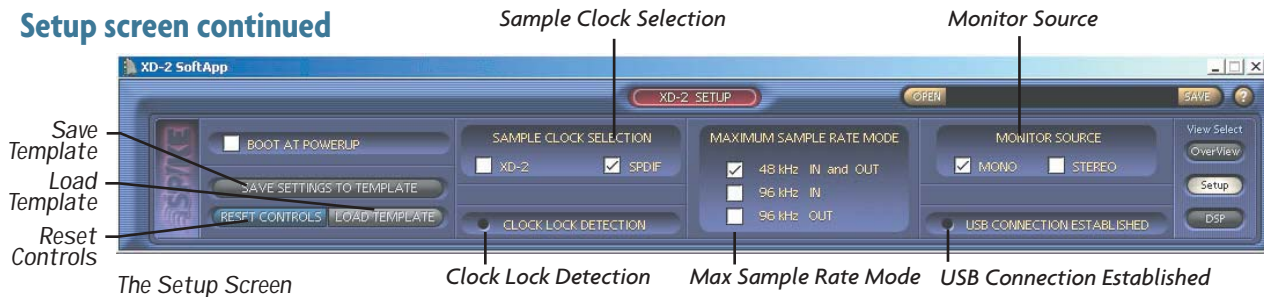 Setup screen continued
Sample Clock Selection
Monitor Source
XD-2 SoftApp
XD-2 SETUP
OPEN
SAVE
?
Save
Template
Load
Template
Reset
Controls
SPIKE
BOOT AT POWERUP
SAVE SETTINGS TO TEMPLATE
RESET CONTROLS
LOAD TEMPLATE
SAMPLE CLOCK SELECTION
XD-2
SPDIF
CLOCK LOCK DETECTION
MAXIMUM SAMPLE RATE MODE
48 kHz IN and OUT
96 kHz IN
96 kHz OUT
MONITOR SOURCE
MONO
STEREO
USB CONNECTION ESTABLISHED
View Select
OverView
Setup
DSP
The Setup Screen
Clock Lock Detection
Max Sample Rate Mode
USB Connection Established